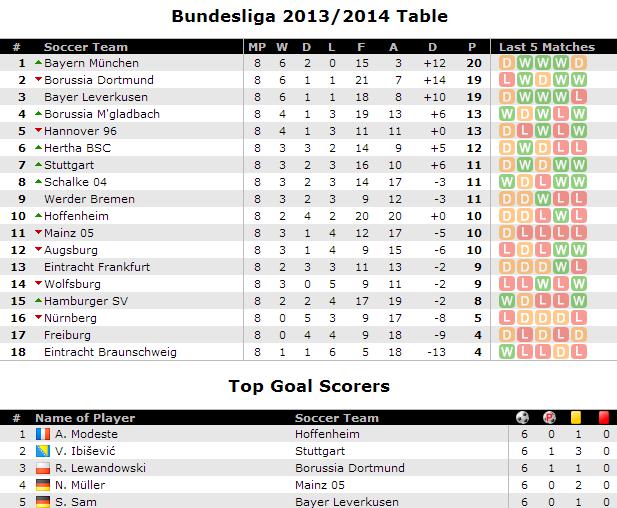 Bundesliga 2013/2014 Table
# Soccer Team MP W D L F A D P Last 5 Matches
1 Bayern München 8 6 2 0 15 3 +12 20 D W W W D
2 Borussia Dortmund 8 6 1 1 21 7 +14 19 L W D W W
3 Bayer Leverkusen 8 6 1 1 18 8 +10 19 D W W W L
4 Borussia M'gladbach 8 4 1 3 19 13 +6 13 W D W L W
5 Hannover 96 8 4 1 3 11 11 +0 13 D L W L L
6 Hertha BSC 8 3 3 2 14 9 +5 12 D W D L L
7 Stuttgart 8 3 2 3 16 10 +6 11 D W D W W
8 Schalke 04 8 3 2 3 14 17 -3 11 W D L W W
9 Werder Bremen 8 3 2 3 9 12 -3 11 D D W L L
10 Hoffenheim 8 2 4 2 20 20 +0 10 D D L L W
11 Mainz 05 8 3 1 4 12 17 -5 10 D L L L L
12 Augsburg 8 3 1 4 9 15 -6 10 L D L W W
13 Eintracht Frankfurt 8 2 3 3 11 13 -2 9 D W D D L
14 Wolfsburg 8 3 0 5 9 11 -2 9 L L W L W
15 Hamburger SV 8 2 2 4 17 19 -2 8 W D L L L
16 Nürnberg 8 0 5 3 9 17 -8 5 L D D D L
17 Freiburg 8 0 4 4 9 18 -9 4 D L D L D
18 Eintracht Braunschweig 8 1 1 6 5 18 -13 4 W L L D L
Top Goal Scorers
# Name of Player Soccer Team P
1 A. Modeste Hoffenheim 6 0 1 0
2 V. Ibišević Stuttgart 6 1 3 0
3 R. Lewandowski Borussia Dortmund 6 1 1 0
4 N. Müller Mainz 05 6 0 2 0
5 S. Sam Bayer Leverkusen 6 0 1 0